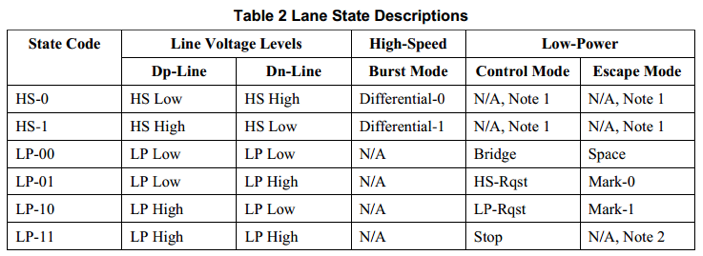 Table 2 Lane State Descriptions
State Code Line Voltage Levels High-Speed Low-Power
Dp-Line Dn-Line Burst Mode Control Mode Escape Mode
HS-0 HS Low HS High Differential-0 N/A, Note 1 N/A, Note 1
HS-1 HS High HS Low Differential-1 N/A, Note 1 N/A, Note 1
LP-00 LP Low LP Low N/A Bridge Space
LP-01 LP Low LP High N/A HS-Rqst Mark-0
LP-10 LP High LP Low N/A LP-Rqst Mark-1
LP-11 LP High LP High N/A Stop N/A, Note 2